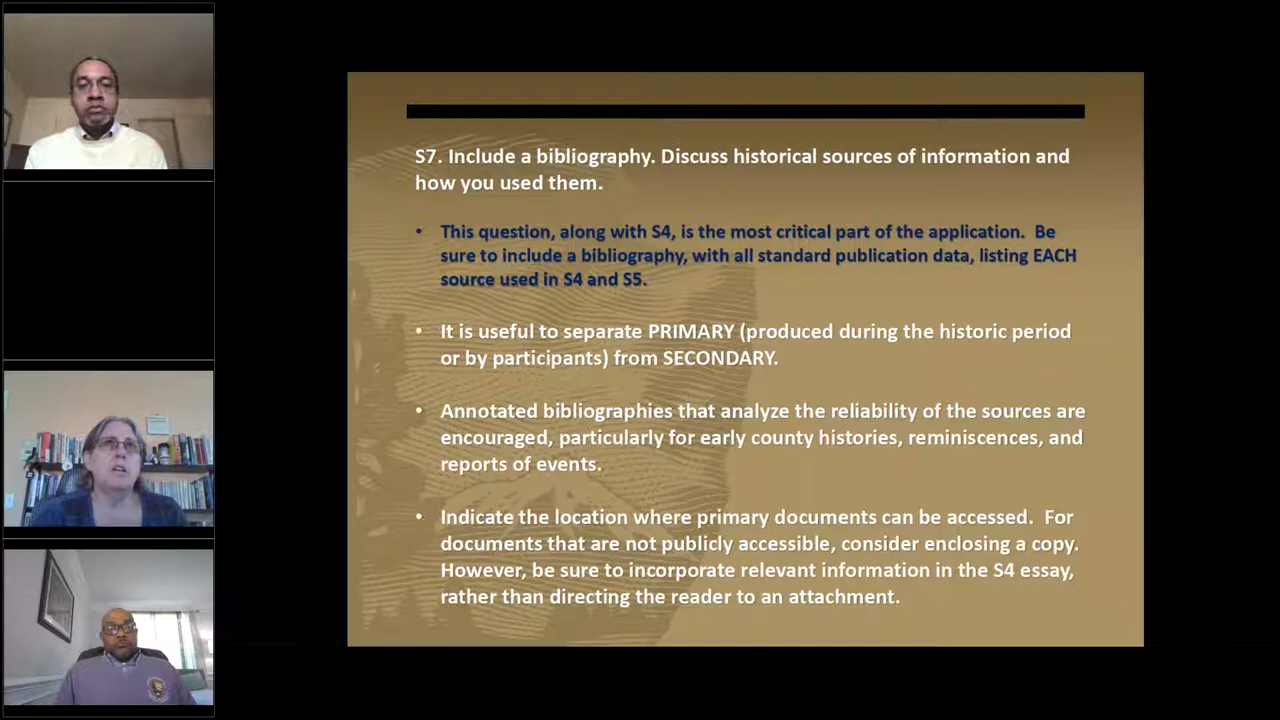 S7. Include a bibliography. Discuss historical sources of information and
how you used them.
• This question, along with S4, is the most critical part of the application. Be
sure to include a bibliography, with all standard publication data, listing EACH
source used in S4 and S5.
• It is useful to separate PRIMARY (produced during the historic period
or by participants) from SECONDARY.
• Annotated bibliographies that analyze the reliability of the sources are
encouraged, particularly for early county histories, reminiscences, and
reports of events.
• Indicate the location where primary documents can be accessed. For
documents that are not publicly accessible, consider enclosing a copy.
However, be sure to incorporate relevant information in the S4 essay,
rather than directing the reader to an attachment.